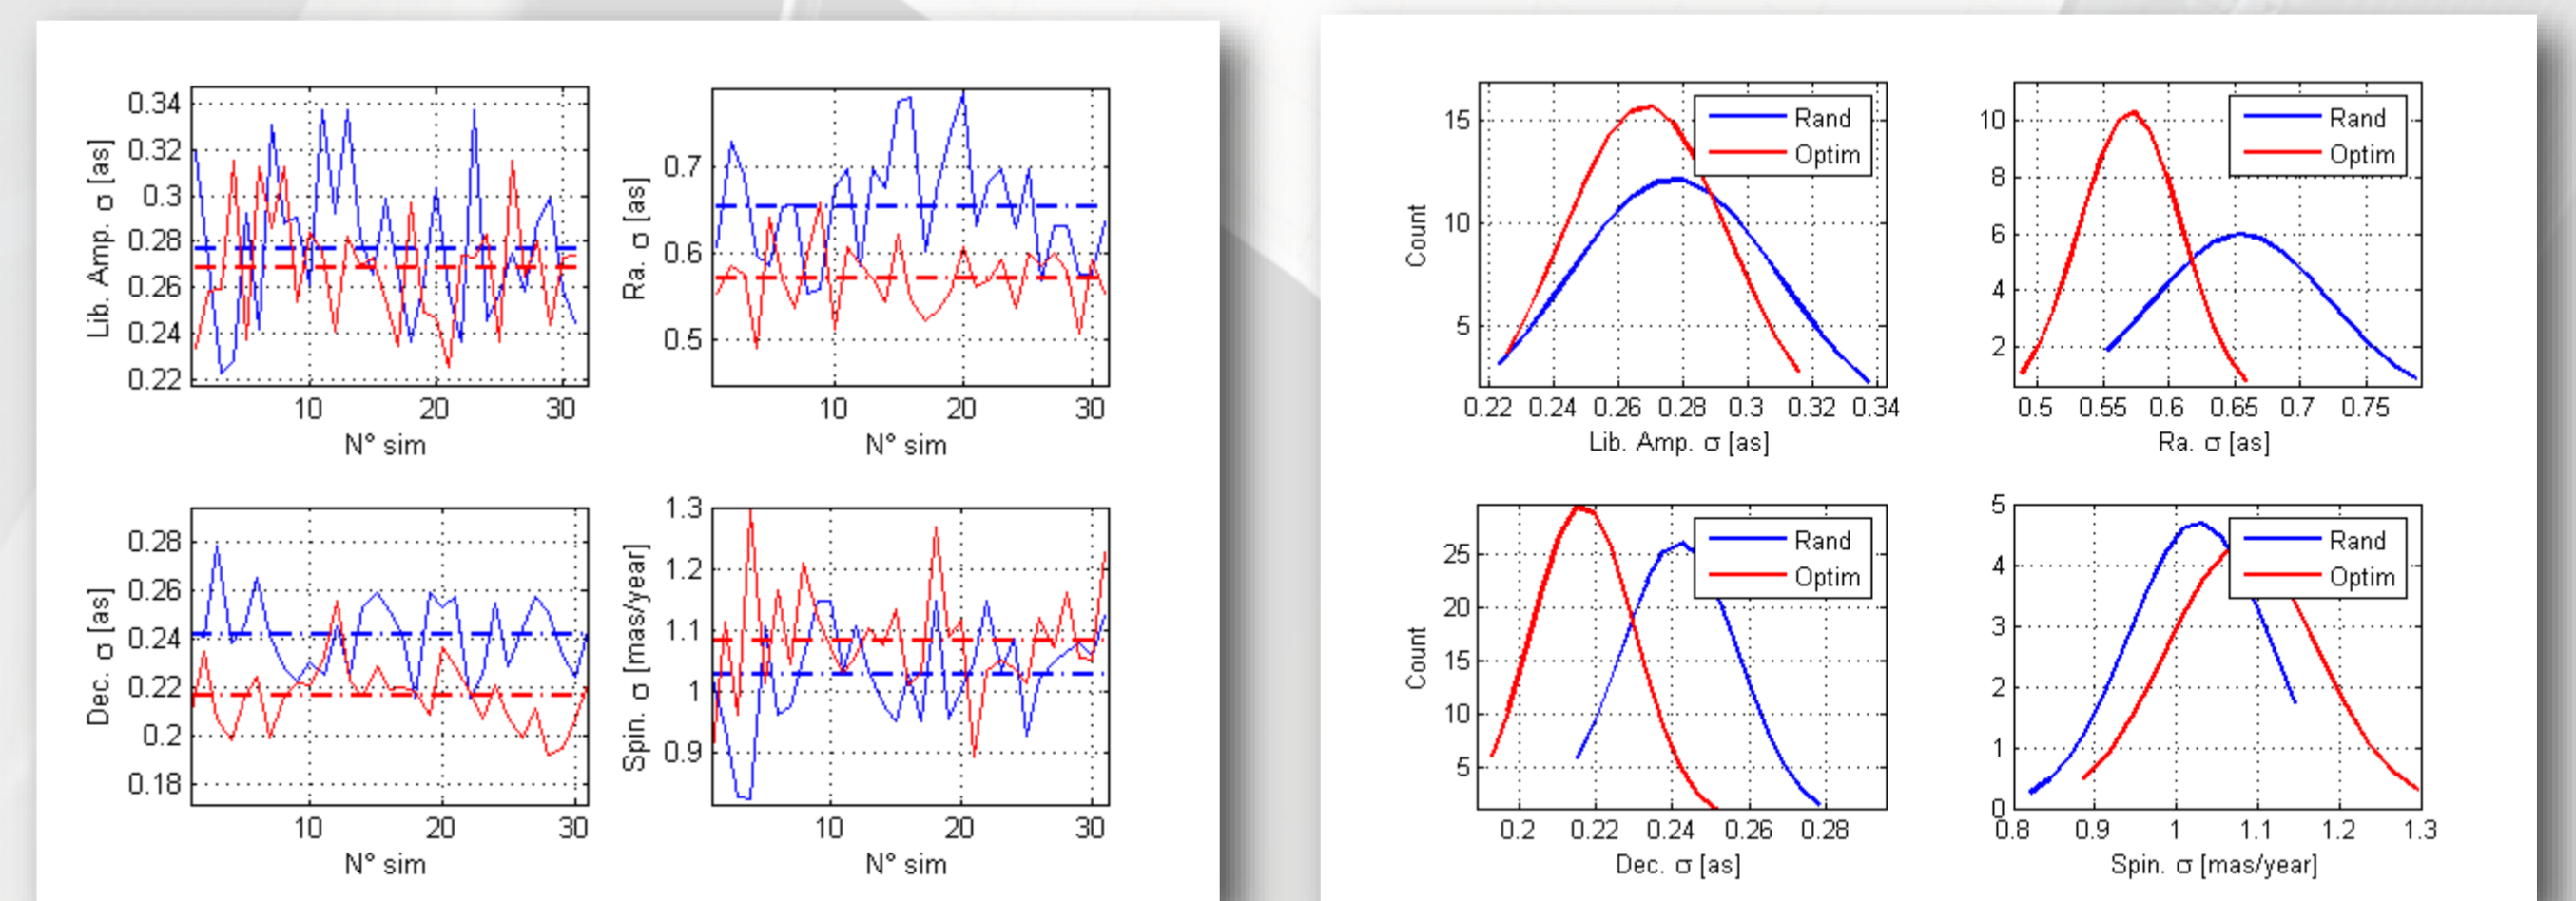 0.34
0.32
0.3
0.28
0.26
0.24
0.22
Lib. Amp. σ [as]
10 20 30
N° sim
0.7
0.6
0.5
Ra. σ [as]
10 20 30
N° sim
0.28
0.26
0.24
0.22
0.2
0.18
Dec. σ [as]
10 20 30
N° sim
1.3
1.2
1.1
1
0.9
Spin. σ [mas/year]
10 20 30
N° sim
15
10
5
Count
Rand
Optim
0.22 0.24 0.26 0.28 0.3 0.32 0.34
Lib. Amp. σ [as]
10
8
6
4
2
Rand
Optim
0.5 0.55 0.6 0.65 0.7 0.75
Ra. σ [as]
25
20
15
10
5
Count
Rand
Optim
0.2 0.22 0.24 0.26 0.28
Dec. σ [as]
5
4
3
2
1
0
Rand
Optim
0.8 0.9 1 1.1 1.2 1.3
Spin. σ [mas/year]